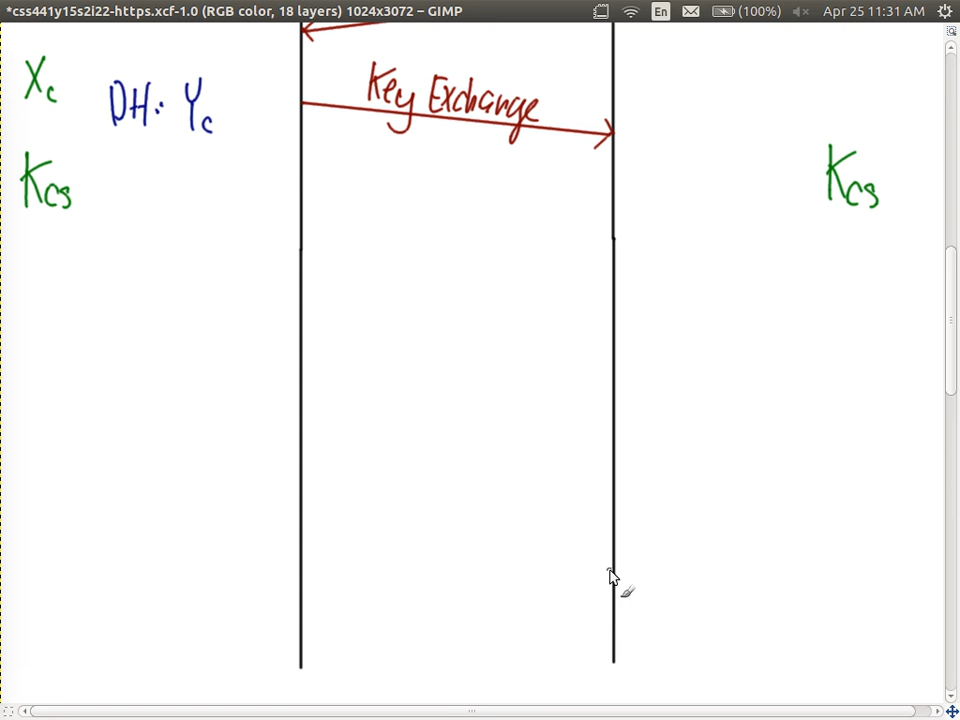 *css441y15s2i22-https.xcf-1.0 (RGB color, 18 layers) 1024x3072 – GIMP
En (100%) Apr 25 11:31 AM
Xc
DH: Yc
Key Exchange
Kcs
Kcs